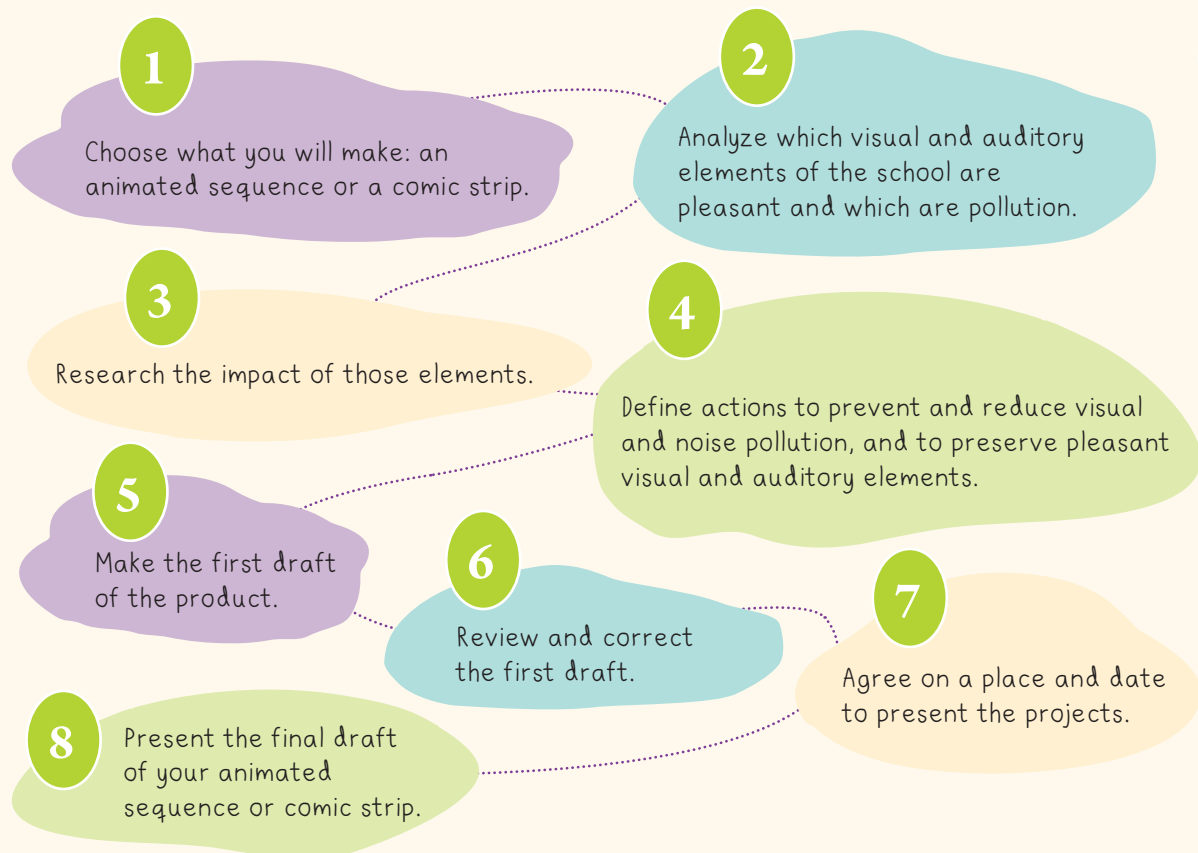 1
Choose what you will make: an
animated sequence or a comic strip.
2
Analyze which visual and auditory
elements of the school are
pleasant and which are pollution.
3
Research the impact of those elements.
4
Define actions to prevent and reduce visual
and noise pollution, and to preserve pleasant
visual and auditory elements.
5
Make the first draft
of the product.
6
Review and correct
the first draft.
7
Agree on a place and date
to present the projects.
8
Present the final draft
of your animated
sequence or comic strip.